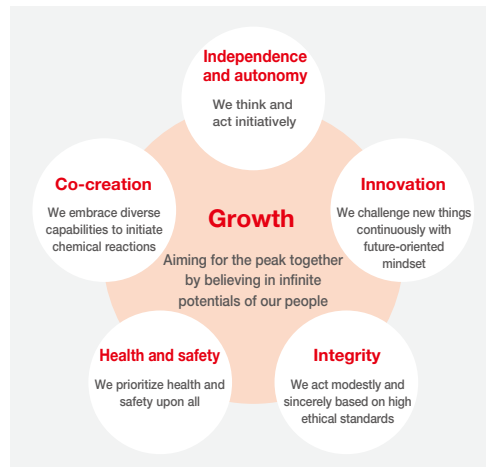 Independence
and autonomy
We think and
act initiatively
Co-creation
We embrace diverse
capabilities to initiate
chemical reactions
Innovation
We challenge new things
continuously with
future-oriented
mindset
Growth
Aiming for the peak together
by believing in infinite
potentials of our people
Health and safety
We prioritize health and
safety upon all
Integrity
We act modestly and
sincerely based on high
ethical standards